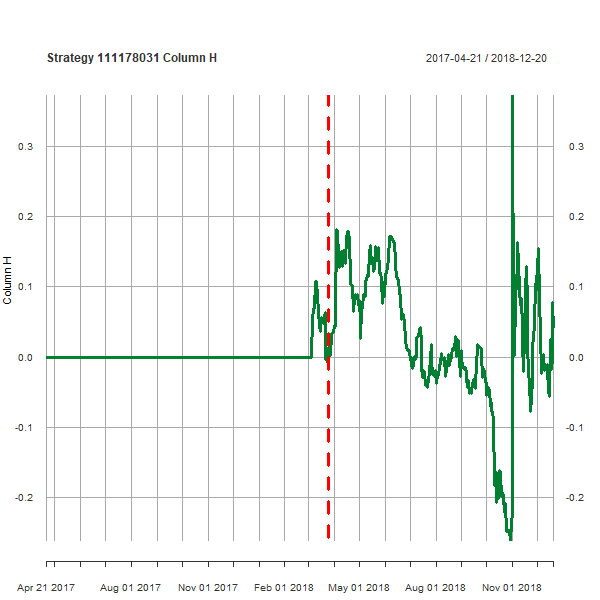 Strategy 111178031 Column H 2017-04-21 / 2018-12-20
0.3 0.3
0.2 0.2
0.1 0.1
0.0 0.0
-0.1 -0.1
-0.2 -0.2
Column H
Apr 21 2017 Aug 01 2017 Nov 01 2017 Feb 01 2018 May 01 2018 Aug 01 2018 Nov 01 2018